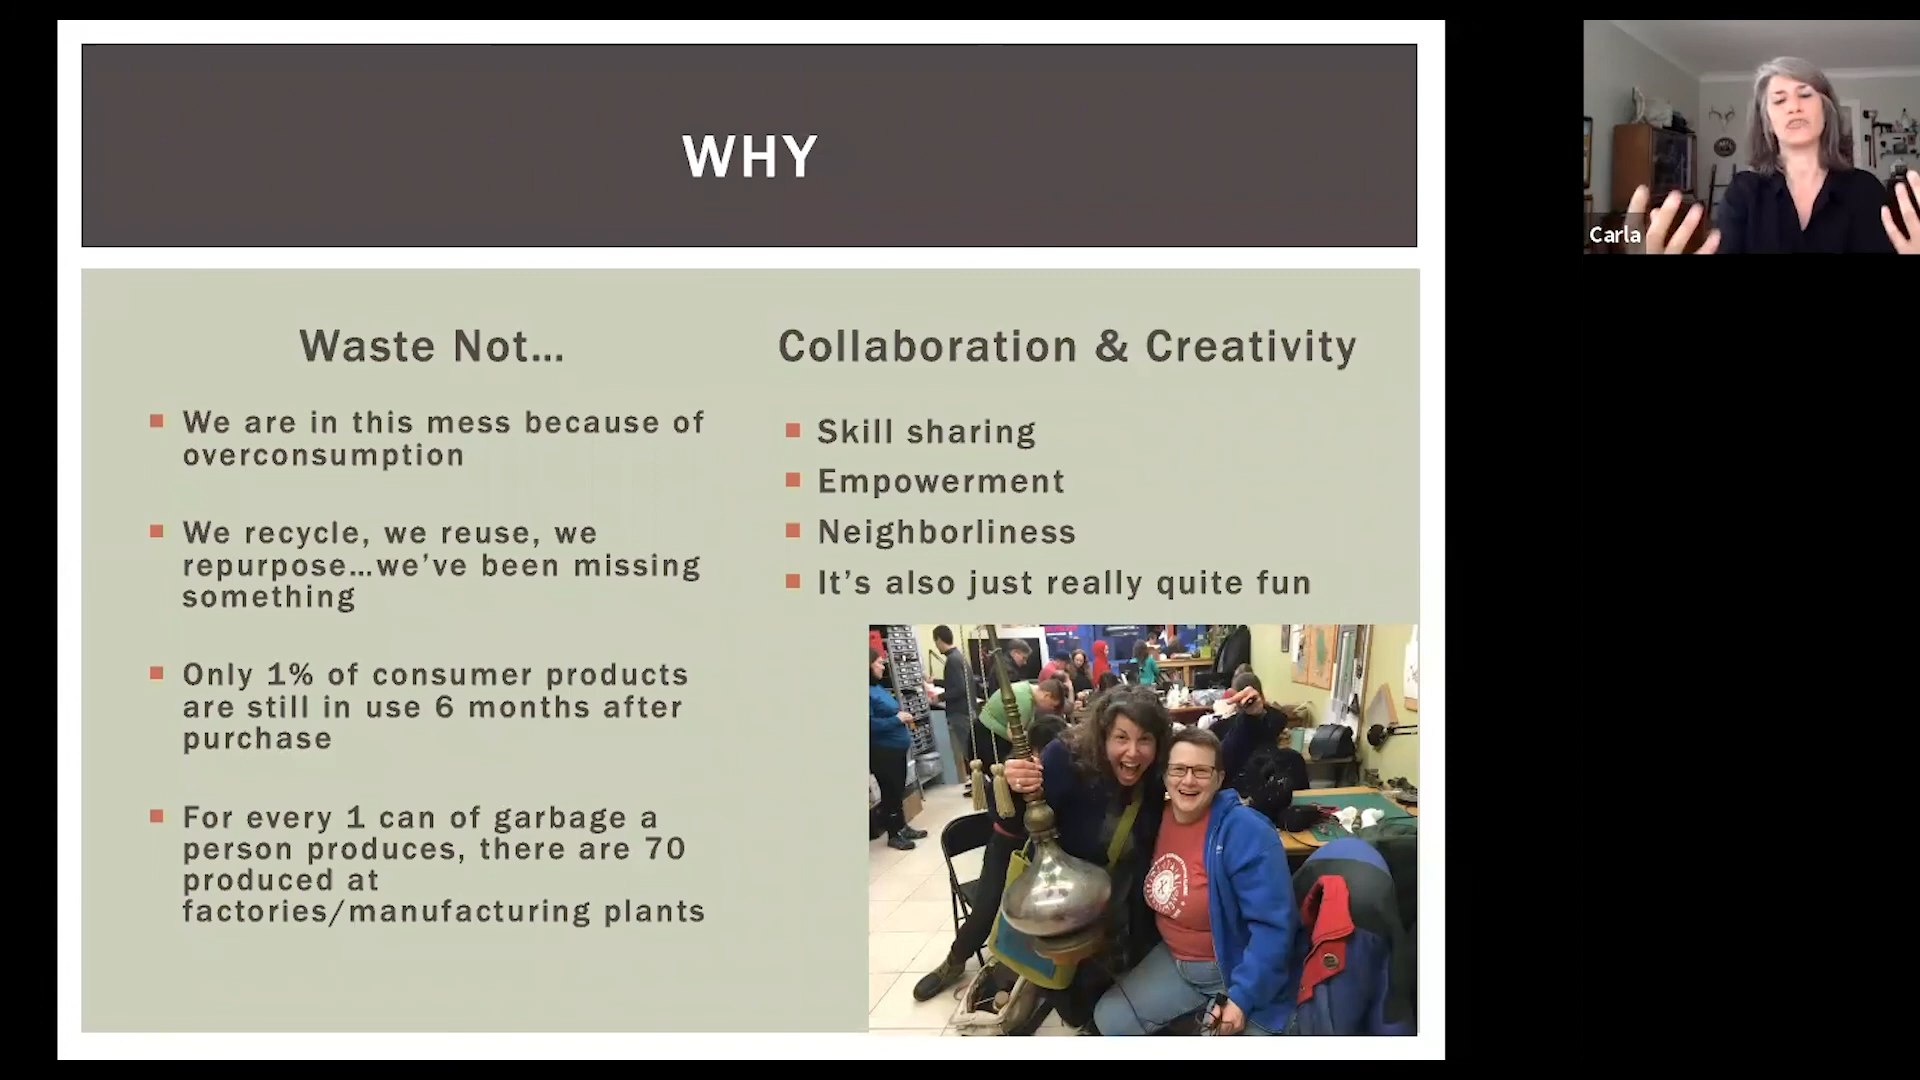 WHY
Waste Not...
We are in this mess because of
overconsumption
We recycle, we reuse, we
repurpose...we've been missing
something
Only 1% of consumer products
are still in use 6 months after
purchase
For every 1 can of garbage a
person produces, there are 70
produced at
factories/manufacturing plants
Collaboration & Creativity
Skill sharing
Empowerment
Neighborliness
It's also just really quite fun
Carla